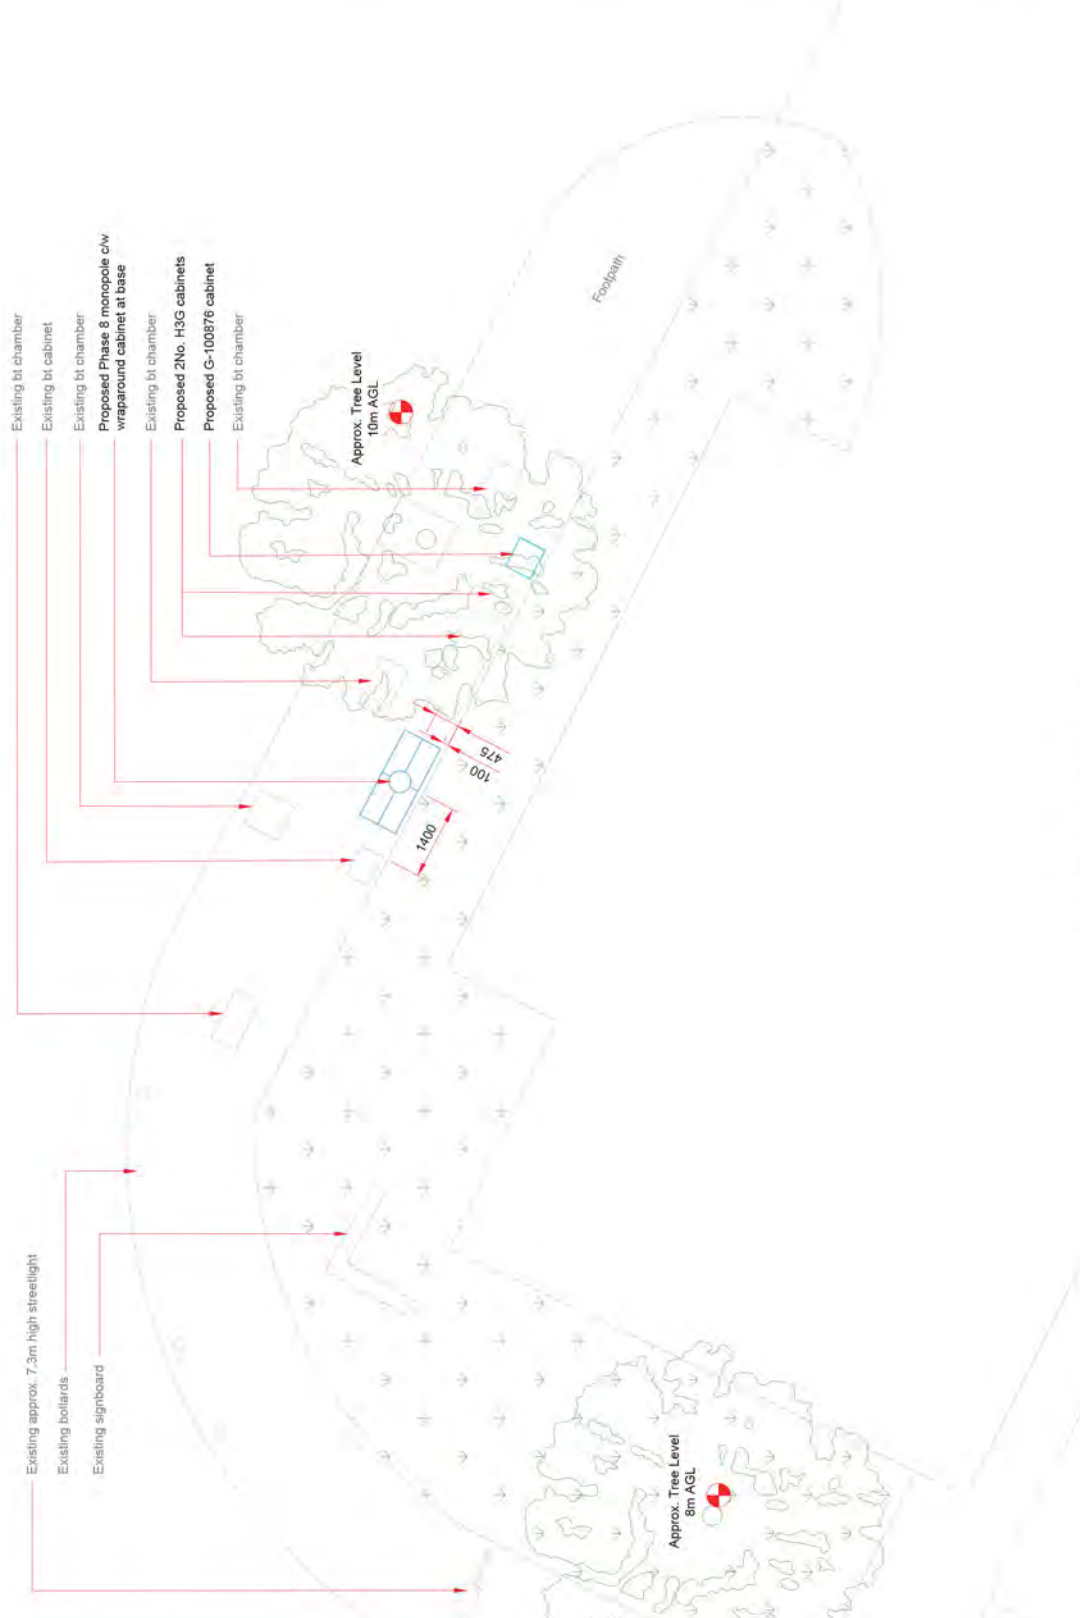 Existing bt chamber
Existing bt cabinet
Existing bt chamber
Proposed Phase 8 monopole c/w
wraparound cabinet at base
Existing bt chamber
Proposed 2No. H3G cabinets
Proposed G-100876 cabinet
Existing bt chamber
Approx. Tree Level
10m AGL
Footpath
475
100
1400
Existing approx. 7.3m high streetlight
Existing bollards
Existing signboard
Approx. Tree Level
8m AGL